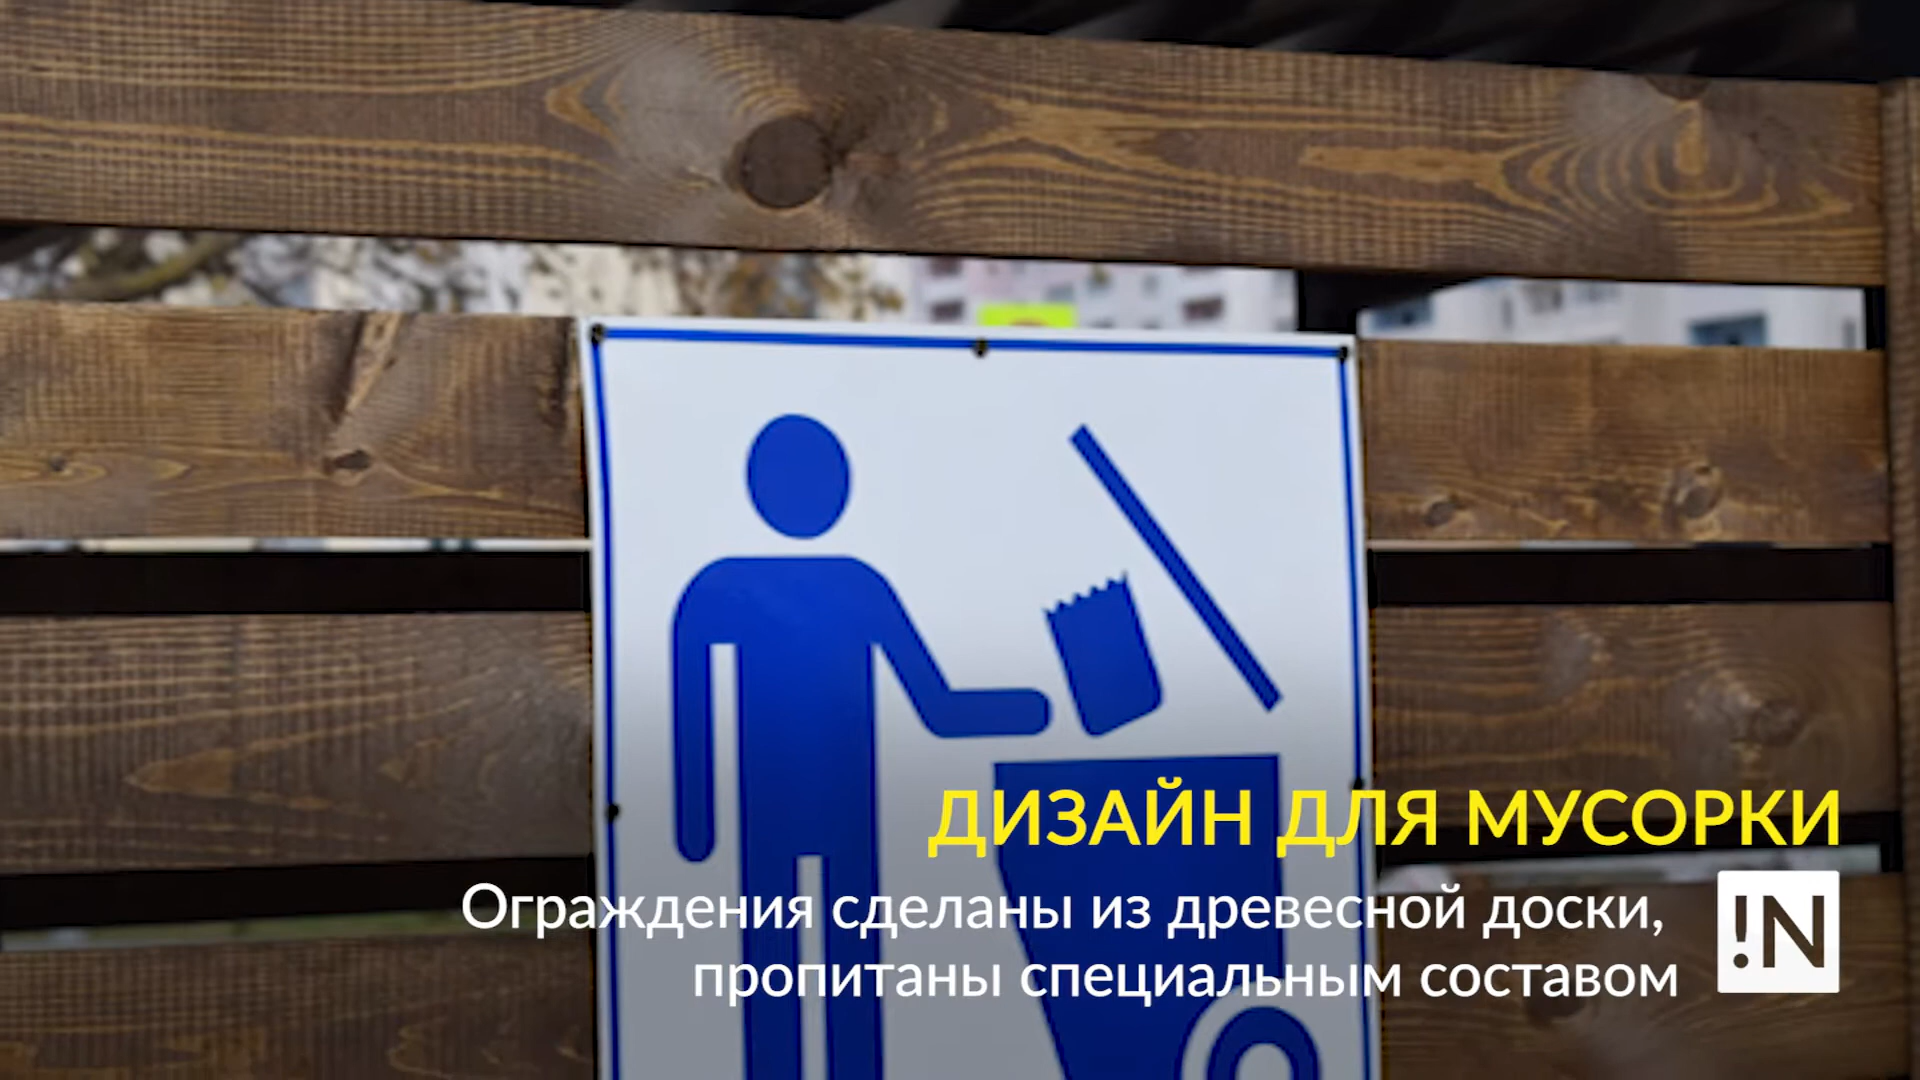 ДИЗАЙН ДЛЯ МУСОРКИ
Ограждения сделаны из древесной доски,
пропитаны специальным составом
!N